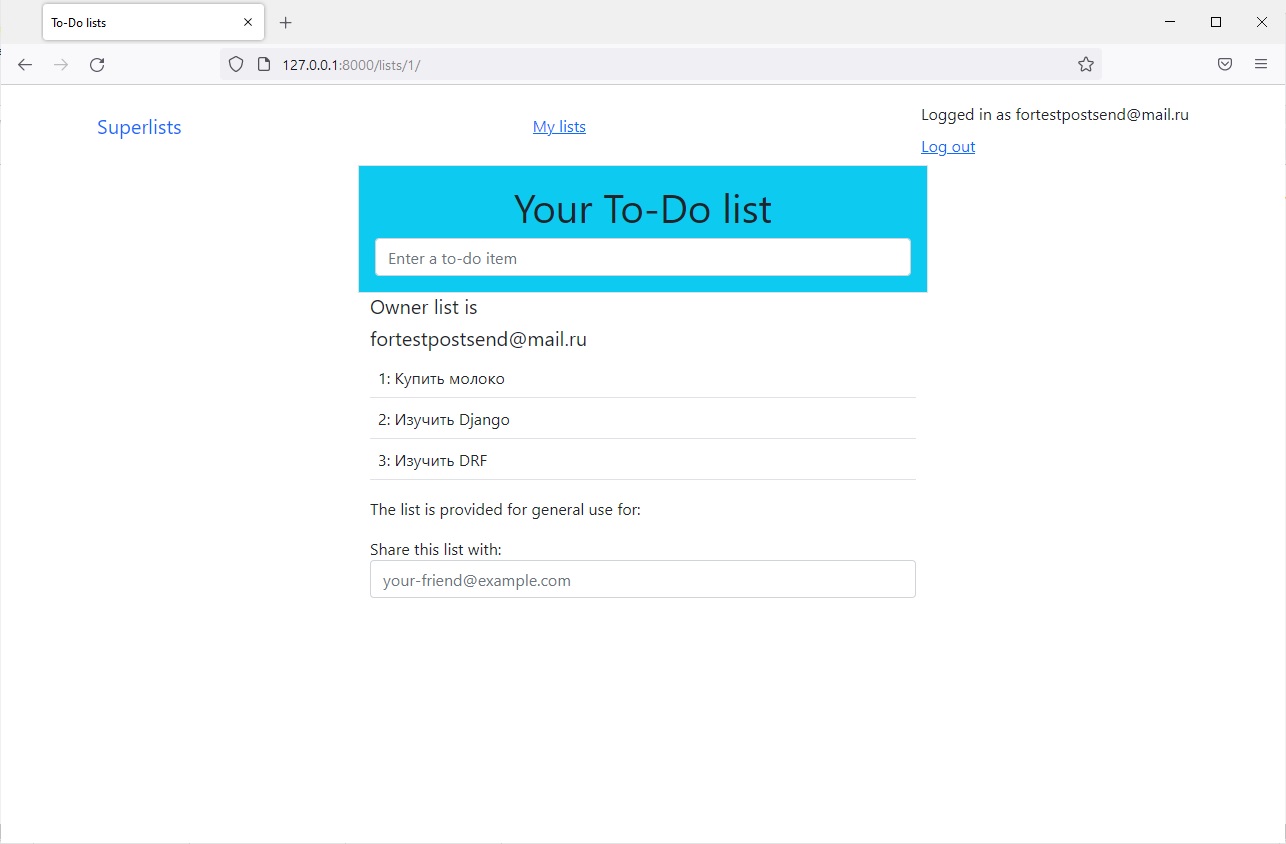 To-Do lists
127.0.0.1:8000/lists/1/
Superlists
My lists
Logged in as fortestpostsend@mail.ru
Log out
Your To-Do list
Enter a to-do item
Owner list is
fortestpostsend@mail.ru
1: Купить молоко
2: Изучить Django
3: Изучить DRF
The list is provided for general use for:
Share this list with:
your-friend@example.com